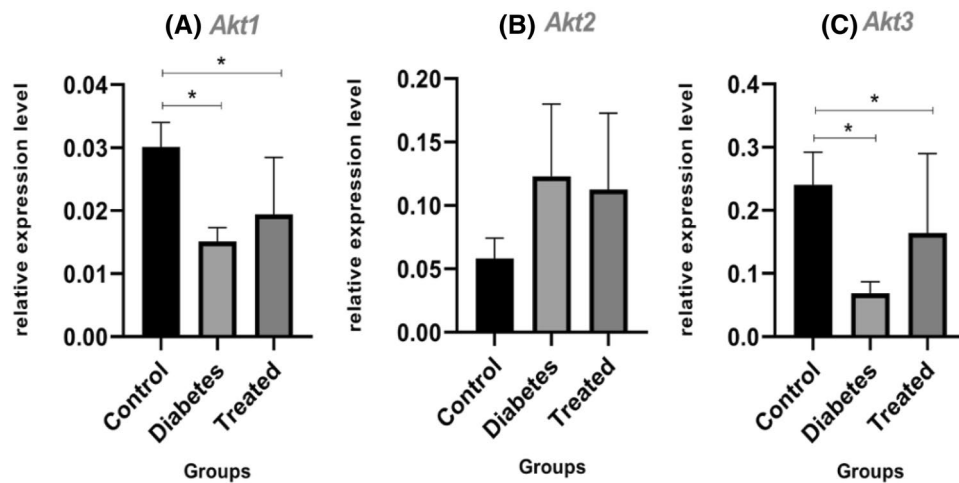 (A) Akt1
relative expression level
0.04
0.03
0.02
0.01
0.00
*
*
Control
Diabetes
Treated
Groups
(B) Akt2
relative expression level
0.20
0.15
0.10
0.05
0.00
Control
Diabetes
Treated
Groups
(C) Akt3
relative expression level
0.4
0.3
0.2
0.1
0.0
*
*
Control
Diabetes
Treated
Groups